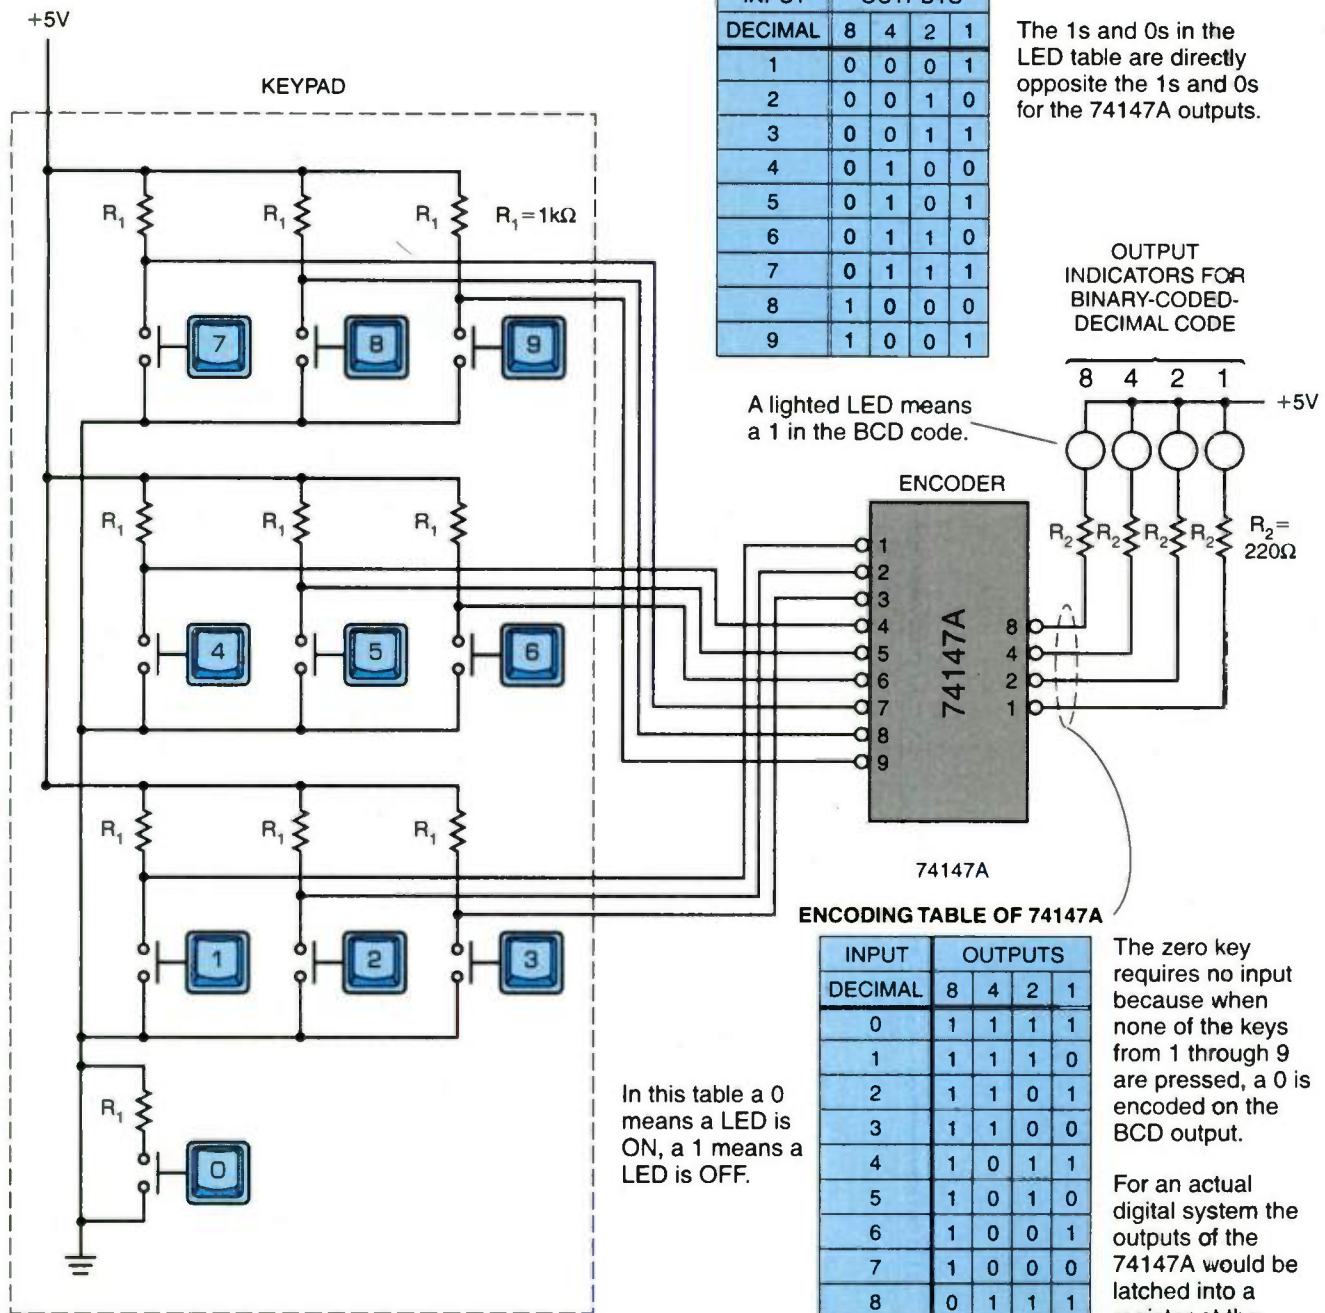 +5V
KEYPAD
R1
R1
R1
R1=1kΩ
7
8
9
R1
R1
R1
4
5
6
R1
R1
R1
1
2
3
R1
0
DECIMAL 8 4 2 1
1 0 0 0 1
2 0 0 1 0
3 0 0 1 1
4 0 1 0 0
5 0 1 0 1
6 0 1 1 0
7 0 1 1 1
8 1 0 0 0
9 1 0 0 1
The 1s and 0s in the
LED table are directly
opposite the 1s and 0s
for the 74147A outputs.
OUTPUT
INDICATORS FOR
BINARY-CODED-
DECIMAL CODE
8 4 2 1
+5V
A lighted LED means
a 1 in the BCD code.
R2 R2 R2 R2
R2=
220Ω
ENCODER
1
2
3
4
5
6
7
8
9
74147A
8
4
2
1
74147A
ENCODING TABLE OF 74147A
INPUT OUTPUTS
DECIMAL 8 4 2 1
0 1 1 1 1
1 1 1 1 0
2 1 1 0 1
3 1 1 0 0
4 1 0 1 1
5 1 0 1 0
6 1 0 0 1
7 1 0 0 0
8 0 1 1 1
In this table a 0
means a LED is
ON, a 1 means a
LED is OFF.
The zero key
requires no input
because when
none of the keys
from 1 through 9
are pressed, a 0 is
encoded on the
BCD output.
For an actual
digital system the
outputs of the
74147A would be
latched into a